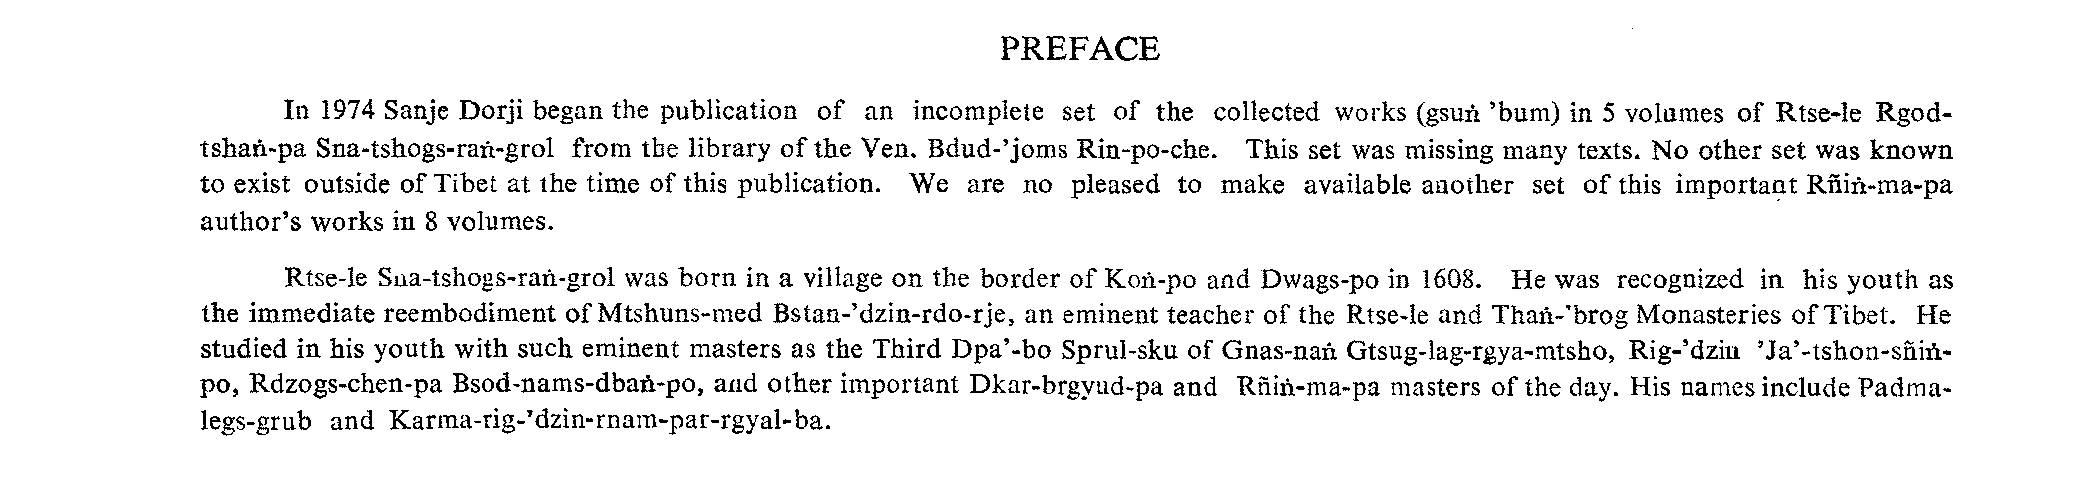 PREFACE
In 1974 Sanje Dorji began the publication of an incomplete set of the collected works (gsuṅ ’bum) in 5 volumes of Rtse-le Rgod-
tshaṅ-pa Sna-tshogs-raṅ-grol from the library of the Ven. Bdud-’joms Rin-po-che. This set was missing many texts. No other set was known
to exist outside of Tibet at the time of this publication. We are no pleased to make available another set of this important Rñiṅ-ma-pa
author’s works in 8 volumes.
Rtse-le Sna-tshogs-raṅ-grol was born in a village on the border of Koṅ-po and Dwags-po in 1608. He was recognized in his youth as
the immediate reembodiment of Mtshuns-med Bstan-’dzin-rdo-rje, an eminent teacher of the Rtse-le and Thaṅ-’brog Monasteries of Tibet. He
studied in his youth with such eminent masters as the Third Dpa’-bo Sprul-sku of Gnas-naṅ Gtsug-lag-rgya-mtsho, Rig-’dzin ’Ja’-tshon-sñiṅ-
po, Rdzogs-chen-pa Bsod-nams-dbaṅ-po, and other important Dkar-brgyud-pa and Rñiṅ-ma-pa masters of the day. His names include Padma-
legs-grub and Karma-rig-’dzin-rnam-par-rgyal-ba.